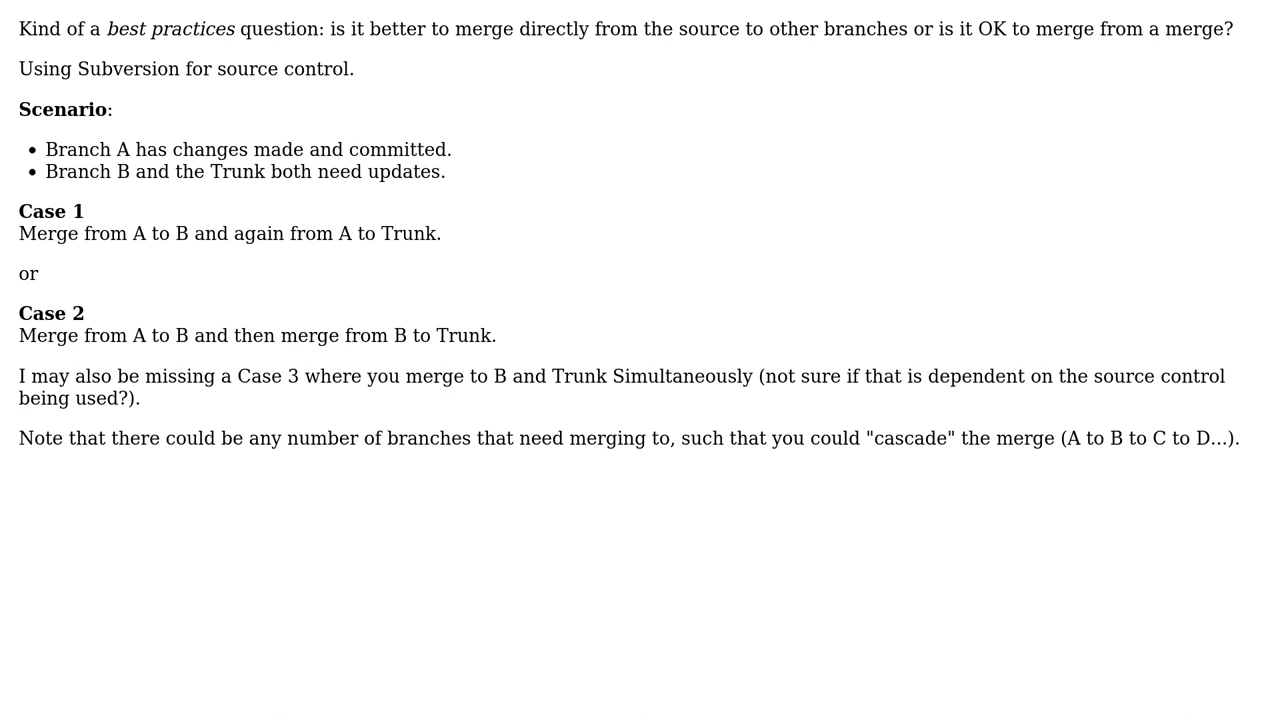 Kind of a best practices question: is it better to merge directly from the source to other branches or is it OK to merge from a merge?
Using Subversion for source control.
Scenario:
• Branch A has changes made and committed.
• Branch B and the Trunk both need updates.
Case 1
Merge from A to B and again from A to Trunk.
or
Case 2
Merge from A to B and then merge from B to Trunk.
I may also be missing a Case 3 where you merge to B and Trunk Simultaneously (not sure if that is dependent on the source control
being used?).
Note that there could be any number of branches that need merging to, such that you could "cascade" the merge (A to B to C to D...).